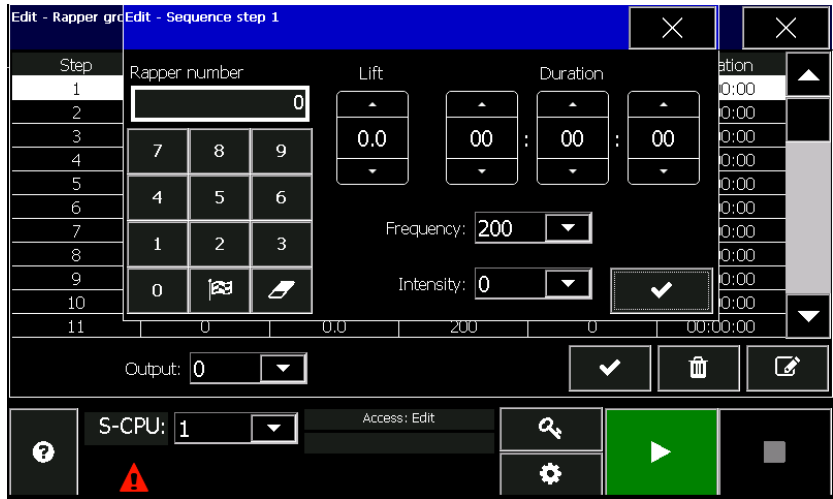 Edit - Rapper gro
Edit - Sequence step 1
Step
ation
1
0:00
2
0:00
3
0:00
4
0:00
5
0:00
6
0:00
7
0:00
8
0:00
9
0:00
10
0:00
11 0 0.0 200 0 00:00:00
Rapper number
Lift
Duration
0
0.0
00 : 00 : 00
7 8 9
4 5 6
1 2 3
0
Frequency: 200
Intensity: 0
Output: 0
S-CPU: 1
Access: Edit